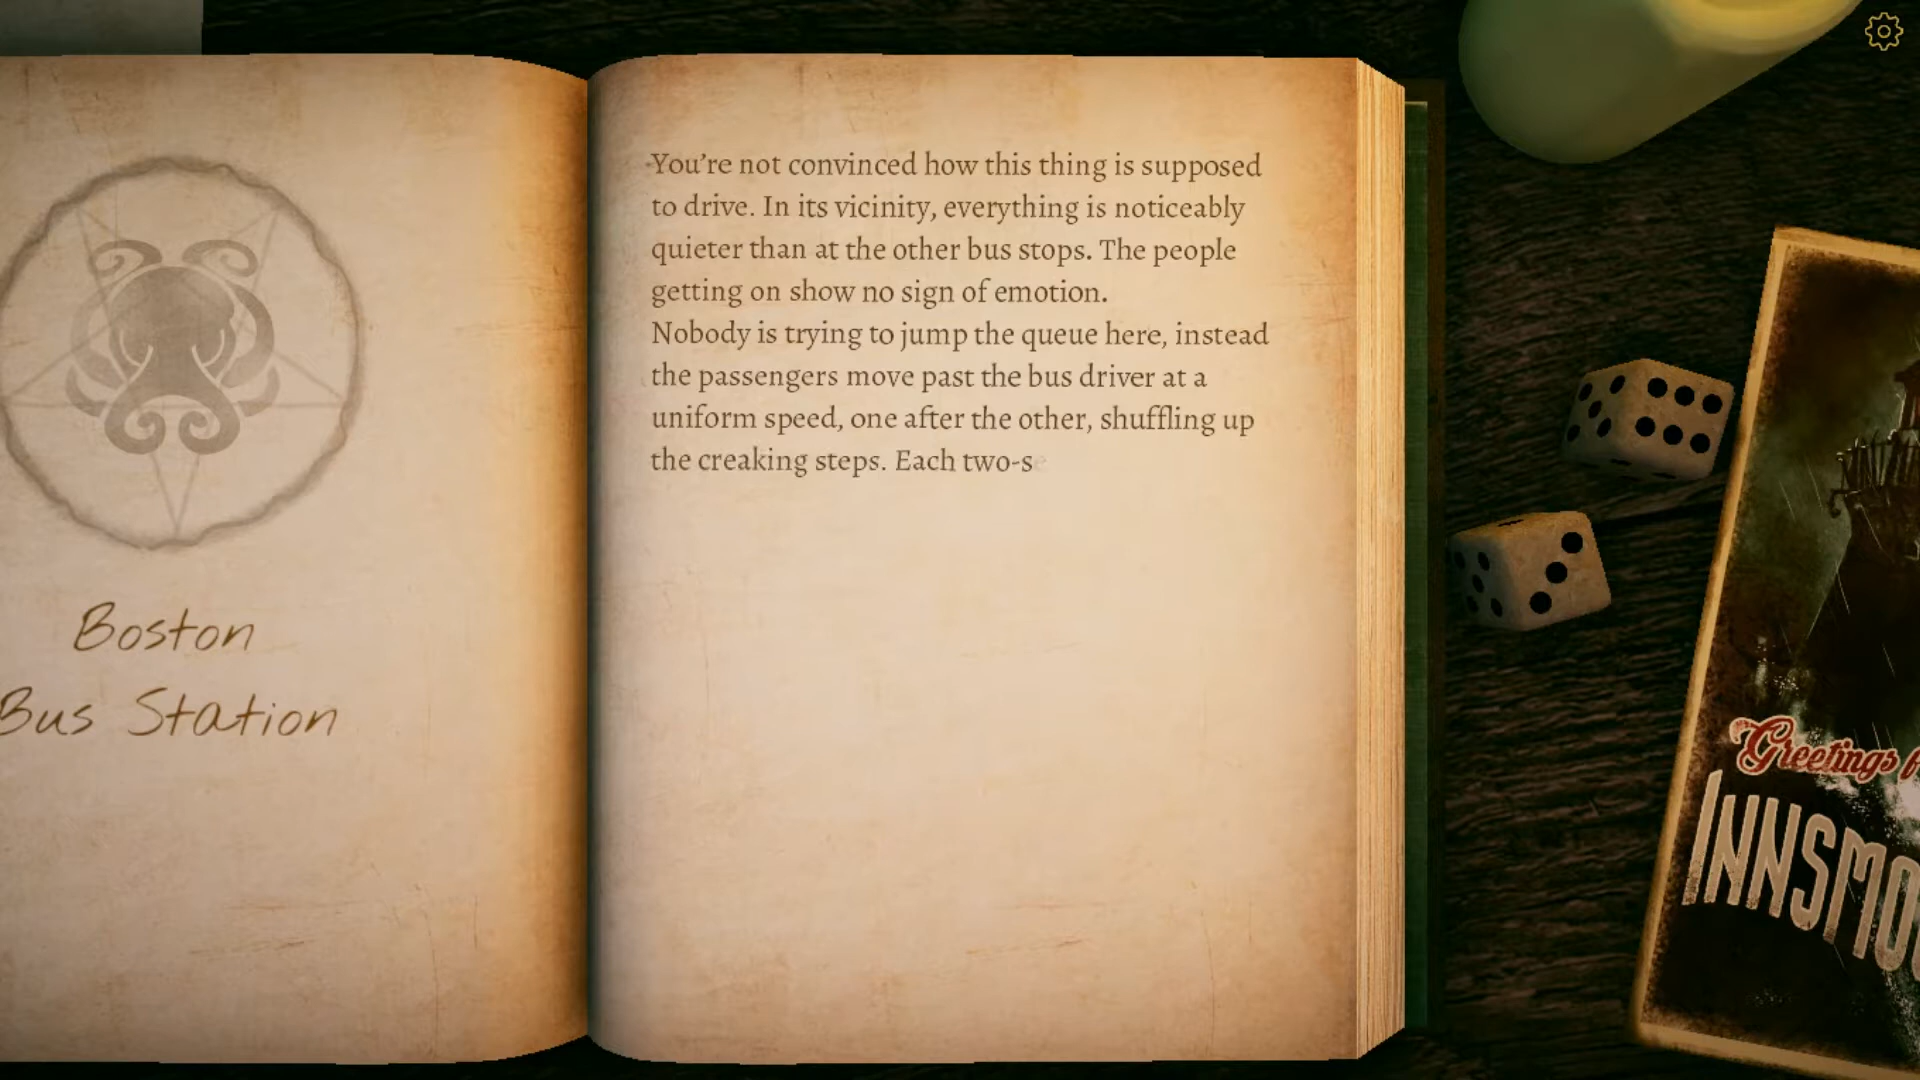 Boston
Bus Station
You're not convinced how this thing is supposed
to drive. In its vicinity, everything is noticeably
quieter than at the other bus stops. The people
getting on show no sign of emotion.
Nobody is trying to jump the queue here, instead
the passengers move past the bus driver at a
uniform speed, one after the other, shuffling up
the creaking steps. Each two-se
Greetings f
INNSMO